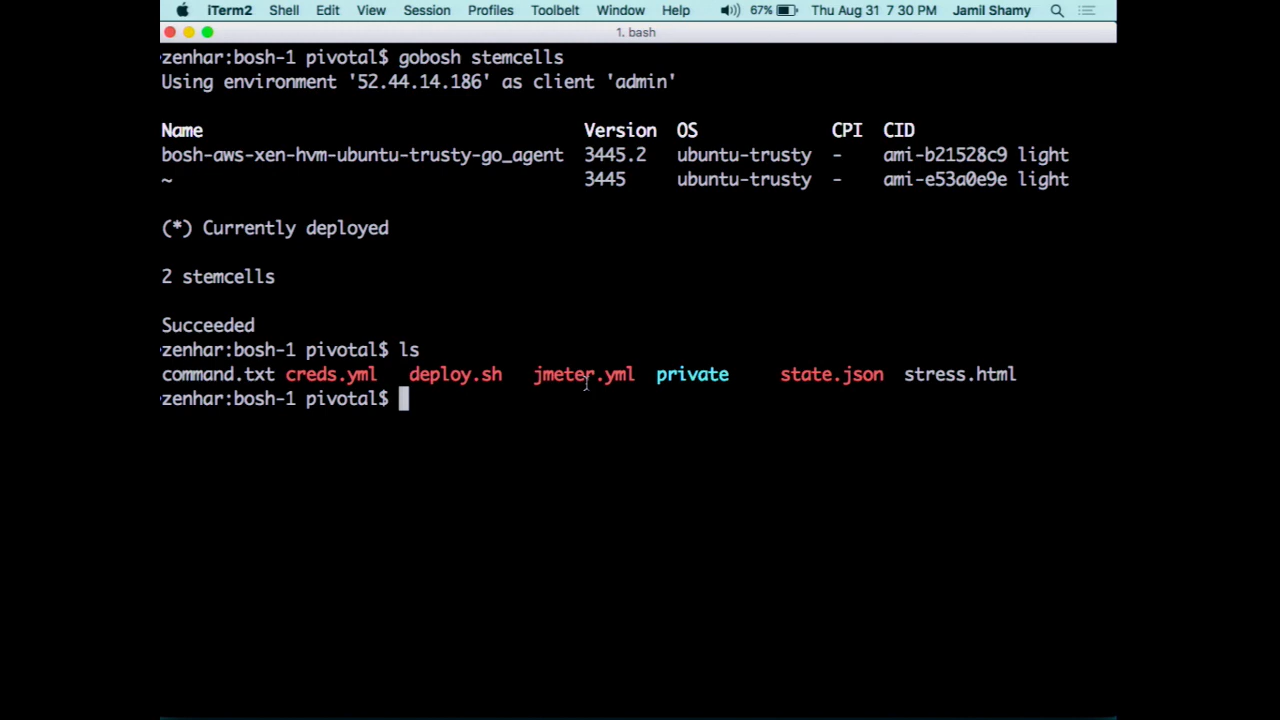 iTerm2 Shell Edit View Session Profiles Toolbelt Window Help 67% Thu Aug 31 7 30 PM Jamil Shamy
1. bash
zenhar:bosh-1 pivotal$ gobosh stemcells
Using environment '52.44.14.186' as client 'admin'
Name Version OS CPI CID
bosh-aws-xen-hvm-ubuntu-trusty-go_agent 3445.2 ubuntu-trusty - ami-b21528c9 light
~ 3445 ubuntu-trusty - ami-e53a0e9e light
(*) Currently deployed
2 stemcells
Succeeded
zenhar:bosh-1 pivotal$ ls
command.txt creds.yml deploy.sh jmeter.yml private state.json stress.html
zenhar:bosh-1 pivotal$